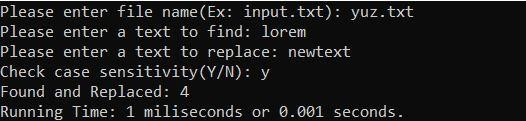 Please enter file name(Ex: input.txt): yuz.txt
Please enter a text to find: lorem
Please enter a text to replace: newtext
Check case sensitivity(Y/N): y
Found and Replaced: 4
Running Time: 1 miliseconds or 0.001 seconds.